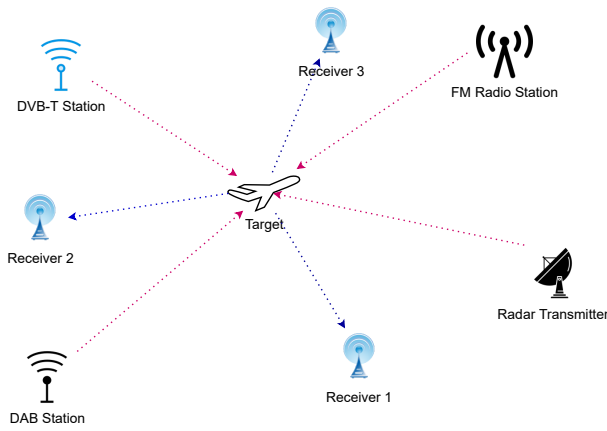 Receiver 3
FM Radio Station
DVB-T Station
Target
Receiver 2
Radar Transmitter
Receiver 1
DAB Station